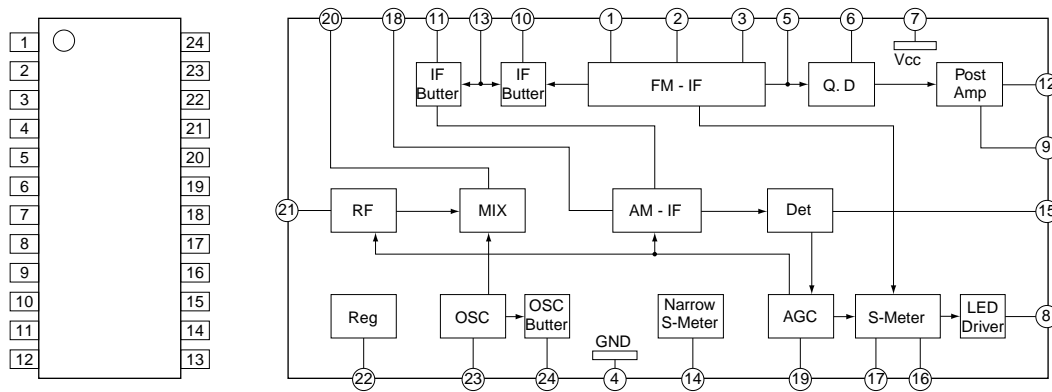 1
2
3
4
5
6
7
8
9
10
11
12
24
23
22
21
20
19
18
17
16
15
14
13
20
18
11
13
10
1
2
3
5
6
7
Vcc
IF
Butter
IF
Butter
FM - IF
Q. D
Post
Amp
12
9
21
RF
MIX
AM - IF
Det
15
Reg
OSC
OSC
Butter
Narrow
S-Meter
AGC
S-Meter
LED
Driver
8
GND
22
23
24
4
14
19
17
16